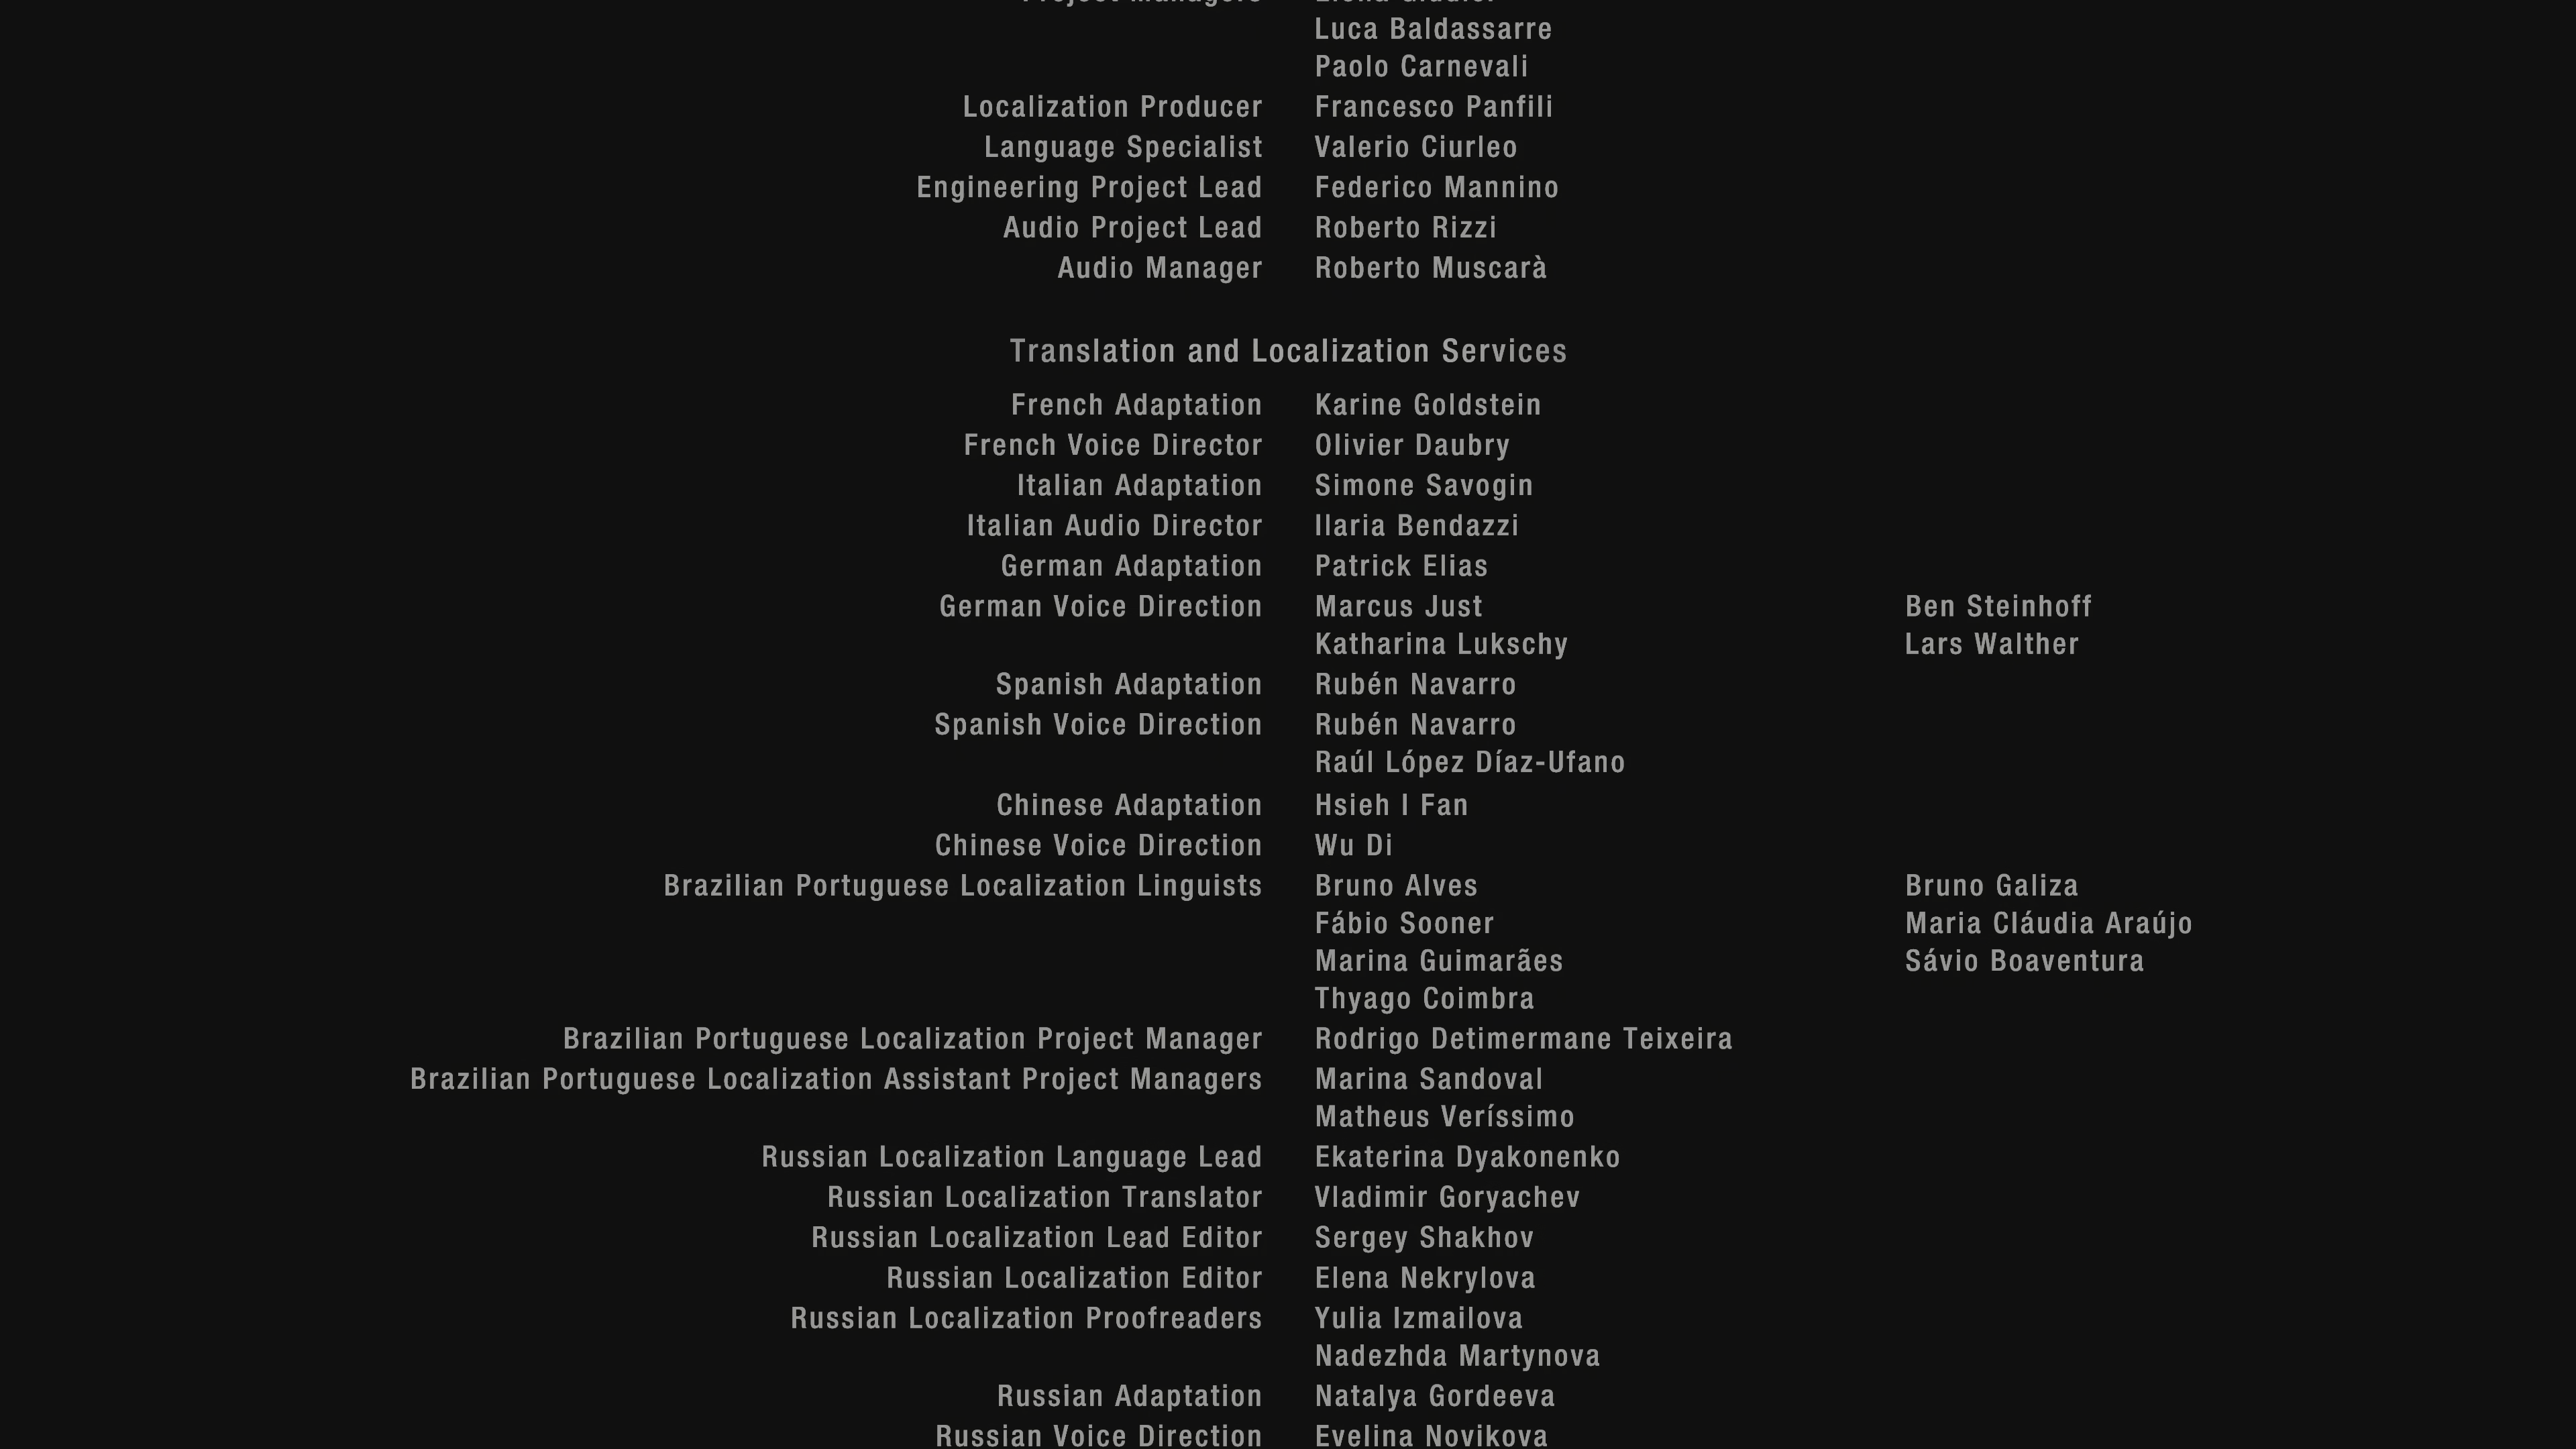 Luca Baldassarre
Paolo Carnevali
Localization Producer Francesco Panfili
Language Specialist Valerio Ciurleo
Engineering Project Lead Federico Mannino
Audio Project Lead Roberto Rizzi
Audio Manager Roberto Muscarà
Translation and Localization Services
French Adaptation Karine Goldstein
French Voice Director Olivier Daubry
Italian Adaptation Simone Savogin
Italian Audio Director Ilaria Bendazzi
German Adaptation Patrick Elias
German Voice Direction Marcus Just Ben Steinhoff
Katharina Lukschy Lars Walther
Spanish Adaptation Rubén Navarro
Spanish Voice Direction Rubén Navarro
Raúl López Díaz-Ufano
Chinese Adaptation Hsieh I Fan
Chinese Voice Direction Wu Di
Brazilian Portuguese Localization Linguists Bruno Alves Bruno Galiza
Fábio Sooner Maria Cláudia Araújo
Marina Guimarães Sávio Boaventura
Thyago Coimbra
Brazilian Portuguese Localization Project Manager Rodrigo Detimermane Teixeira
Brazilian Portuguese Localization Assistant Project Managers Marina Sandoval
Matheus Veríssimo
Russian Localization Language Lead Ekaterina Dyakonenko
Russian Localization Translator Vladimir Goryachev
Russian Localization Lead Editor Sergey Shakhov
Russian Localization Editor Elena Nekrylova
Russian Localization Proofreaders Yulia Izmailova
Nadezhda Martynova
Russian Adaptation Natalya Gordeeva
Russian Voice Direction Evelina Novikova